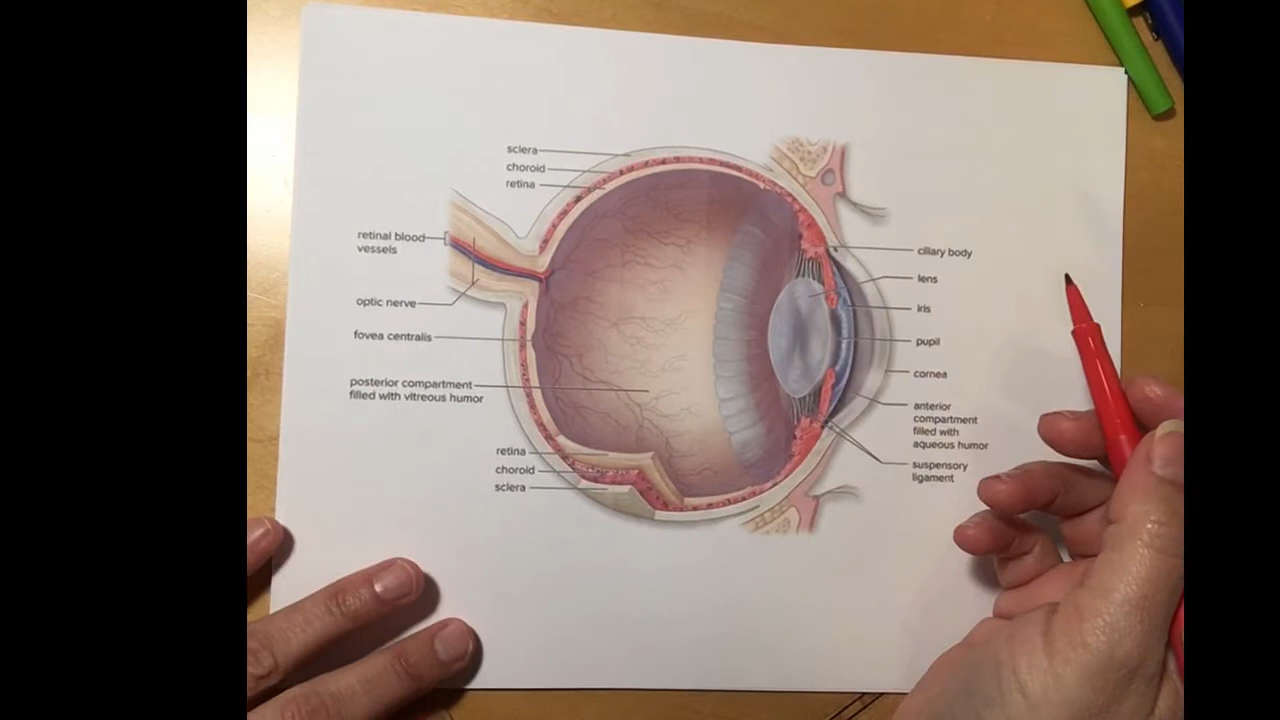 sclera
choroid
retina
retinal blood
vessels
optic nerve
fovea centralis
posterior compartment
filled with vitreous humor
retina
choroid
sclera
ciliary body
lens
iris
pupil
cornea
anterior
compartment
filled with
aqueous humor
suspensory
ligament